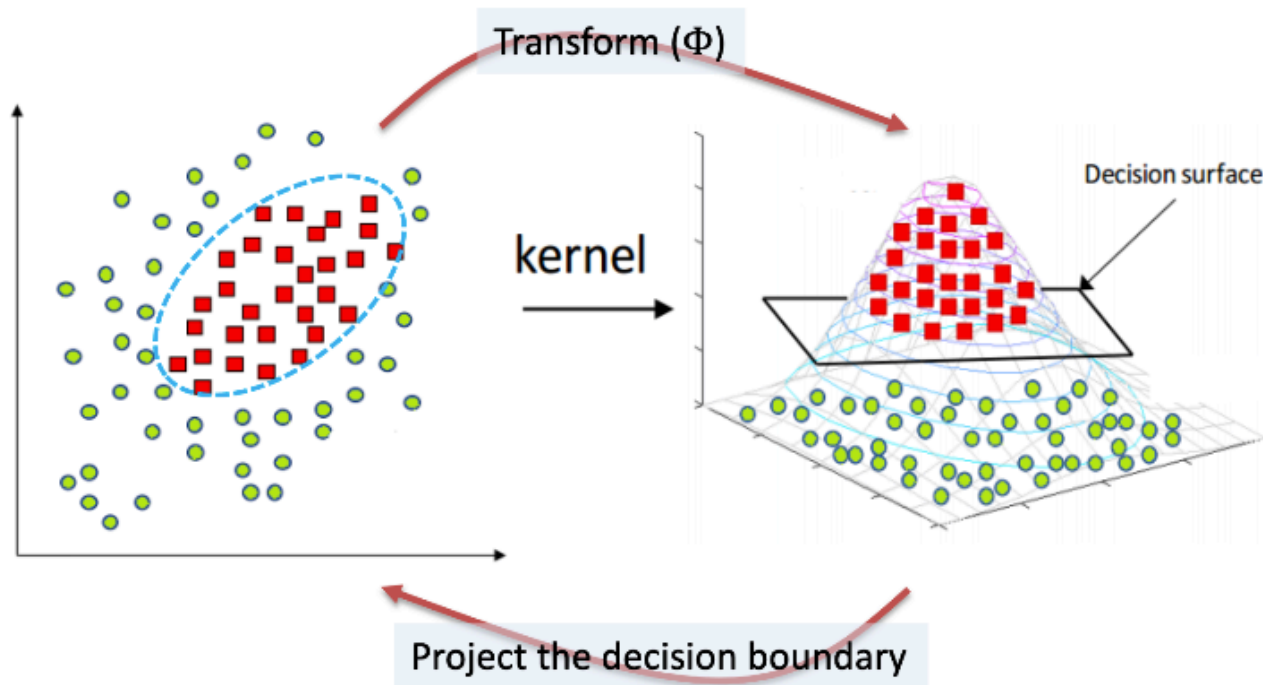 Transform (Φ)
Decision surface
kernel
Project the decision boundary